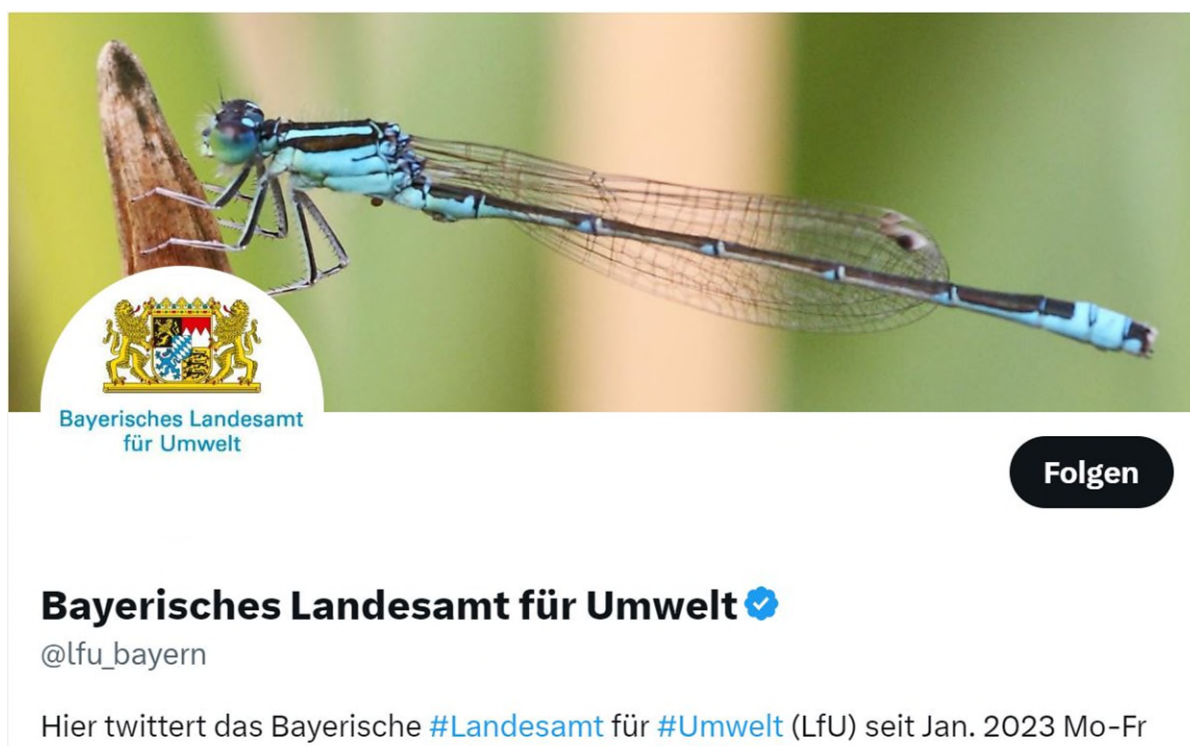 Bayerisches Landesamt
für Umwelt
Folgen
Bayerisches Landesamt für Umwelt
@lfu_bayern
Hier twittert das Bayerische #Landesamt für #Umwelt (LfU) seit Jan. 2023 Mo-Fr